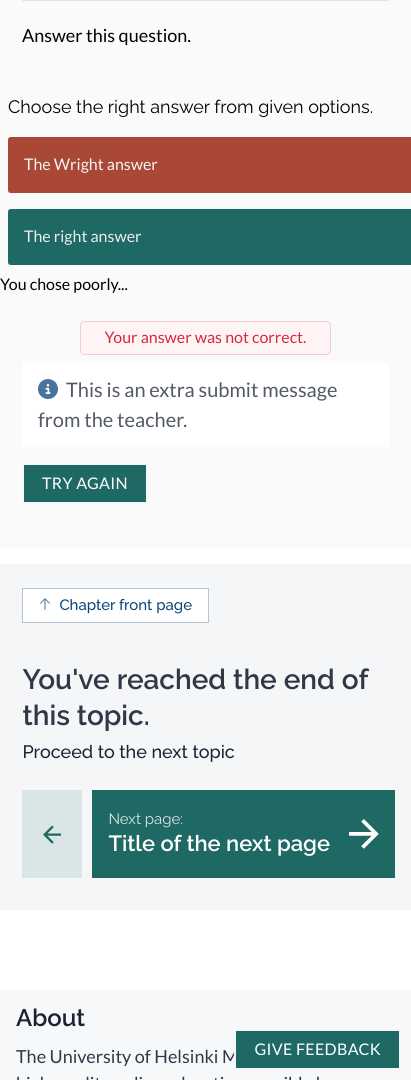 Answer this question.
Choose the right answer from given options.
The Wright answer
The right answer
You chose poorly...
Your answer was not correct.
This is an extra submit message
from the teacher.
TRY AGAIN
↑ Chapter front page
You've reached the end of
this topic.
Proceed to the next topic
Next page:
Title of the next page
About
The University of Helsinki
GIVE FEEDBACK